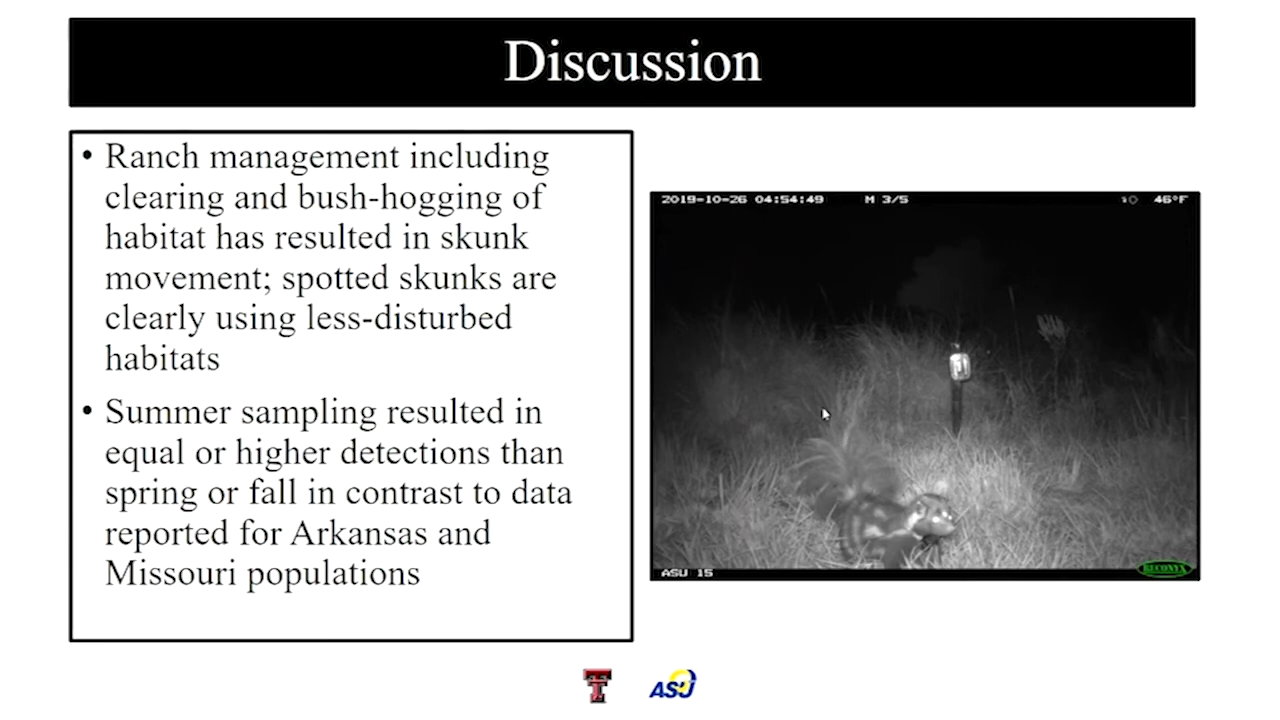 Discussion
• Ranch management including
clearing and bush-hogging of
habitat has resulted in skunk
movement; spotted skunks are
clearly using less-disturbed
habitats
• Summer sampling resulted in
equal or higher detections than
spring or fall in contrast to data
reported for Arkansas and
Missouri populations
2019-10-26 04:54:49 M 3/5 46°F
ASU 15 RECONYX
T ASU